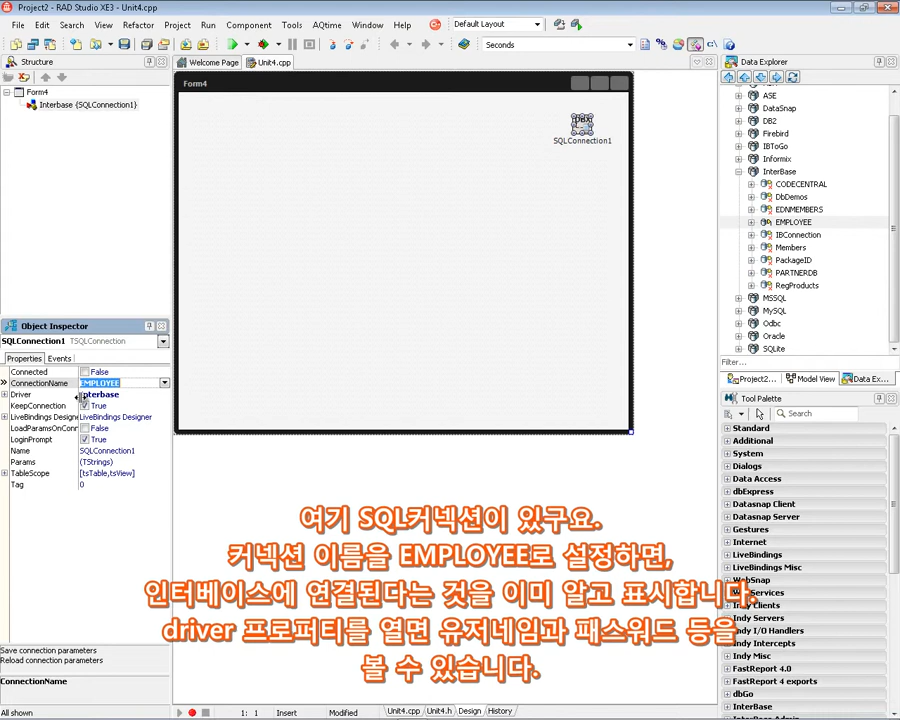 Project2 - RAD Studio XE3 - Unit4.cpp
File Edit Search View Refactor Project Run Component Tools AQtime Window Help Default Layout
Seconds
Structure
Form4
Interbase {SQLConnection1}
Welcome Page Unit4.cpp
Form4
SQLConnection1
Data Explorer
ASE
DataSnap
DB2
Firebird
IBToGo
Informix
InterBase
CODECENTRAL
DbDemos
EDNMEMBERS
EMPLOYEE
IBConnection
Members
PackageID
PARTNERDB
RegProducts
MSSQL
MySQL
Odbc
Oracle
SQLite
Filter...
Project2... Model View Data Ex...
Object Inspector
SQLConnection1 TSQLConnection
Properties Events
Connected False
ConnectionName EMPLOYEE
Driver
KeepConnection True
LiveBindings Designer LiveBindings Designer
LoadParamsOnConn False
LoginPrompt True
Name SQLConnection1
Params (TStrings)
TableScope [tsTable,tsView]
Tag 0
Tool Palette
Search
Standard
Additional
System
Dialogs
Data Access
dbExpress
Datasnap Client
Datasnap Server
Gestures
Internet
LiveBindings
LiveBindings Misc
WebSnap
Web Services
Indy Clients
Indy Servers
Indy I/O Handlers
Indy Intercepts
Indy Misc
FastReport 4.0
FastReport 4 exports
dbGo
InterBase
InterBase Admin
여기 SQL커넥션이 있구요.
커넥션 이름을 EMPLOYEE로 설정하면,
인터베이스에 연결된다는 것을 이미 알고 표시합니다.
driver 프로퍼티를 열면 유저네임과 패스워드 등을
볼 수 있습니다.
Save connection parameters
Reload connection parameters
ConnectionName
All shown
1: 1 Insert Modified Unit4.cpp Unit4.h Design History